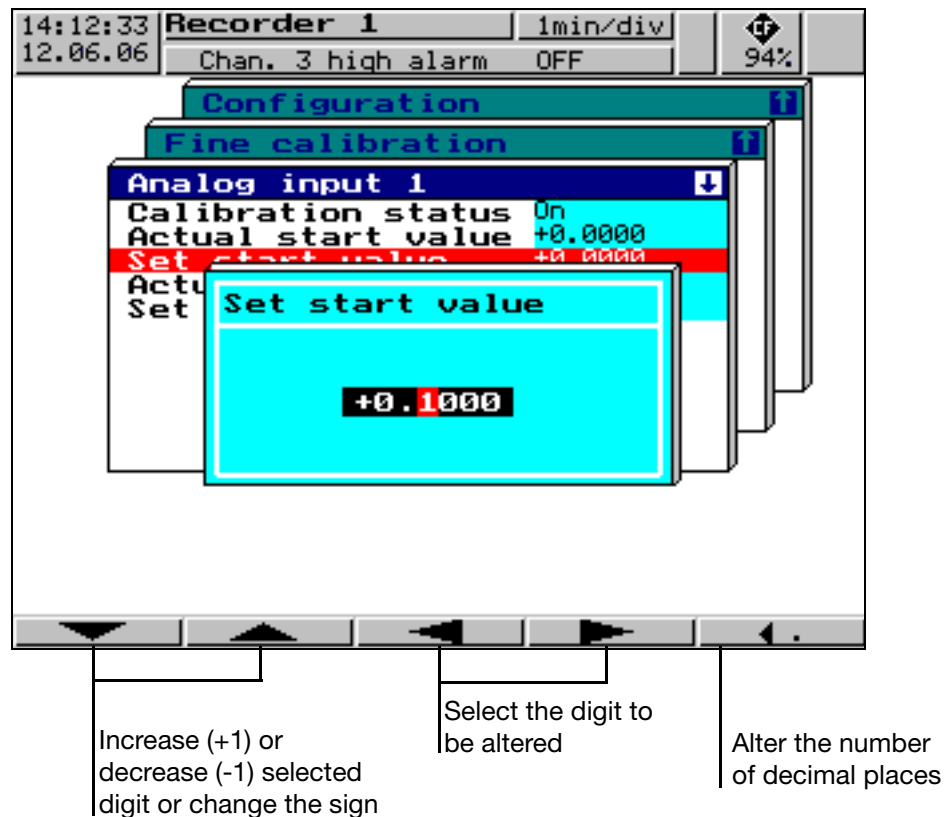 14:12:33 Recorder 1 1min/div CF
12.06.06 Chan. 3 high alarm OFF 94%
Configuration
Fine calibration
Analog input 1
Calibration status On
Actual start value +0.0000
Set start value +0.0000
Actu
Set
Set start value
+0.1000
Select the digit to
be altered
Increase (+1) or
decrease (-1) selected
digit or change the sign
Alter the number
of decimal places